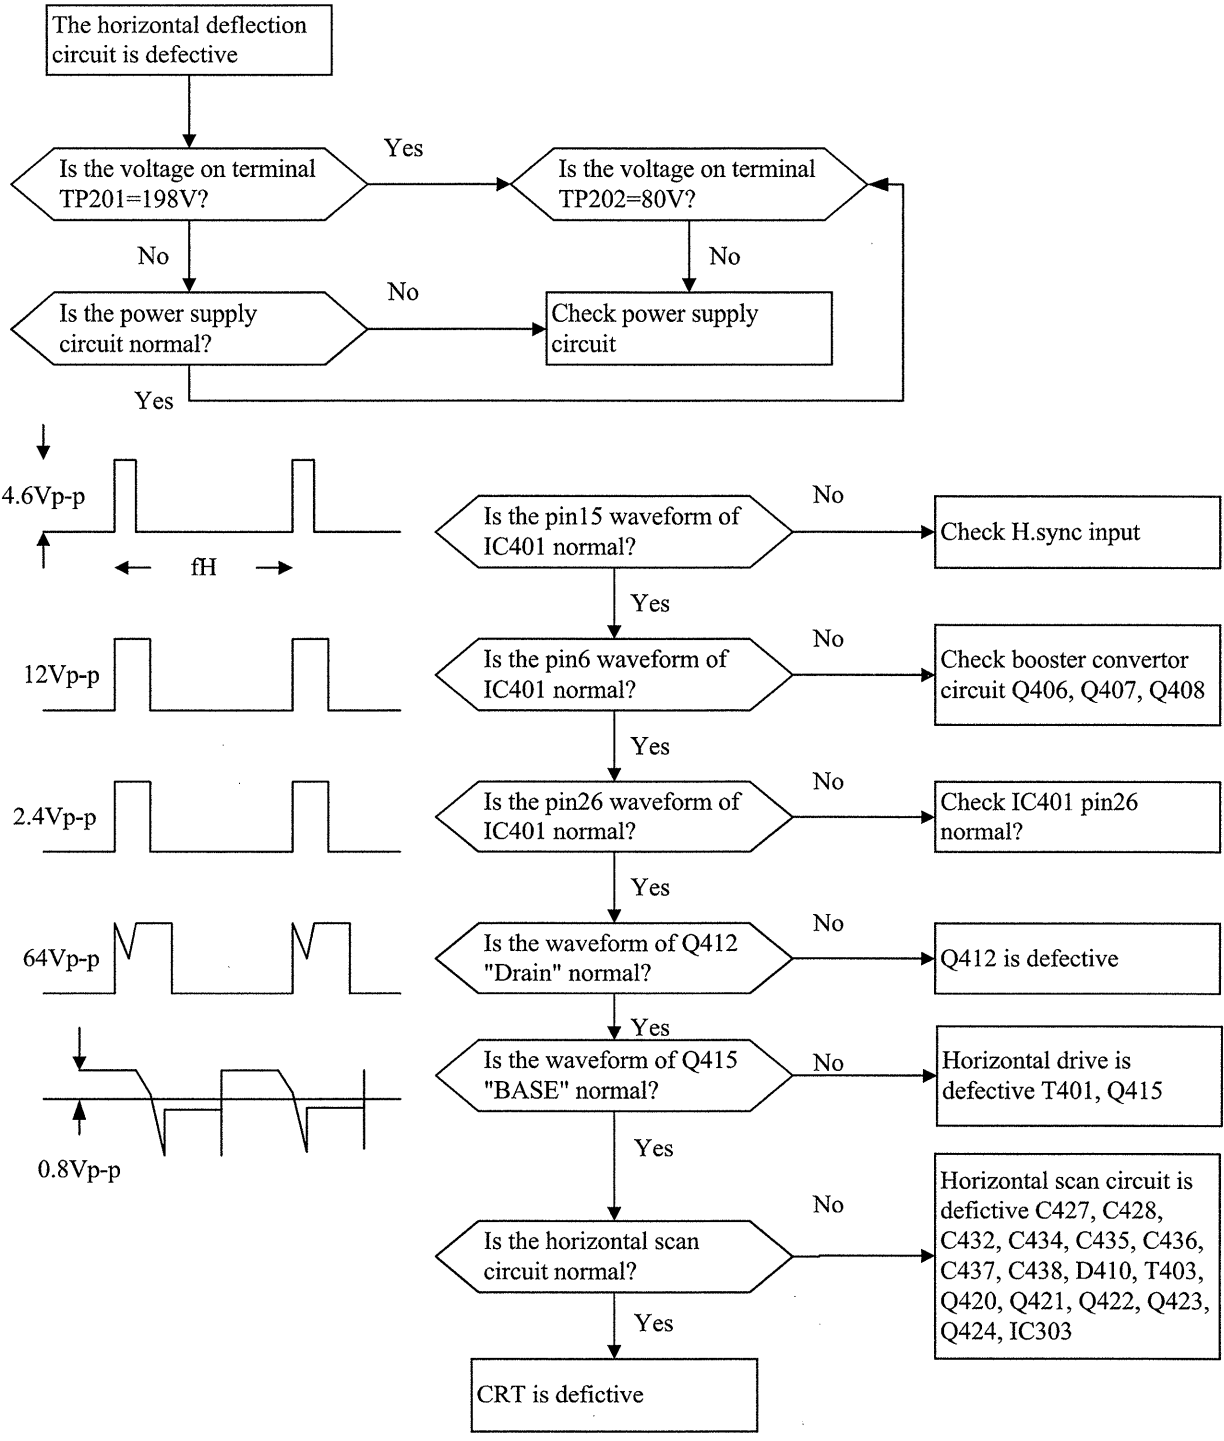 The horizontal deflection
circuit is defective
Is the voltage on terminal
TP201=198V?
Yes
Is the voltage on terminal
TP202=80V?
No
No
Is the power supply
circuit normal?
No
Check power supply
circuit
Yes
4.6Vp-p
fH
Is the pin15 waveform of
IC401 normal?
No
Check H.sync input
Yes
12Vp-p
Is the pin6 waveform of
IC401 normal?
No
Check booster convertor
circuit Q406, Q407, Q408
Yes
2.4Vp-p
Is the pin26 waveform of
IC401 normal?
No
Check IC401 pin26
normal?
Yes
64Vp-p
Is the waveform of Q412
"Drain" normal?
No
Q412 is defective
Yes
0.8Vp-p
Is the waveform of Q415
"BASE" normal?
No
Horizontal drive is
defective T401, Q415
Yes
Is the horizontal scan
circuit normal?
No
Horizontal scan circuit is
defictive C427, C428,
C432, C434, C435, C436,
C437, C438, D410, T403,
Q420, Q421, Q422, Q423,
Q424, IC303
Yes
CRT is defictive